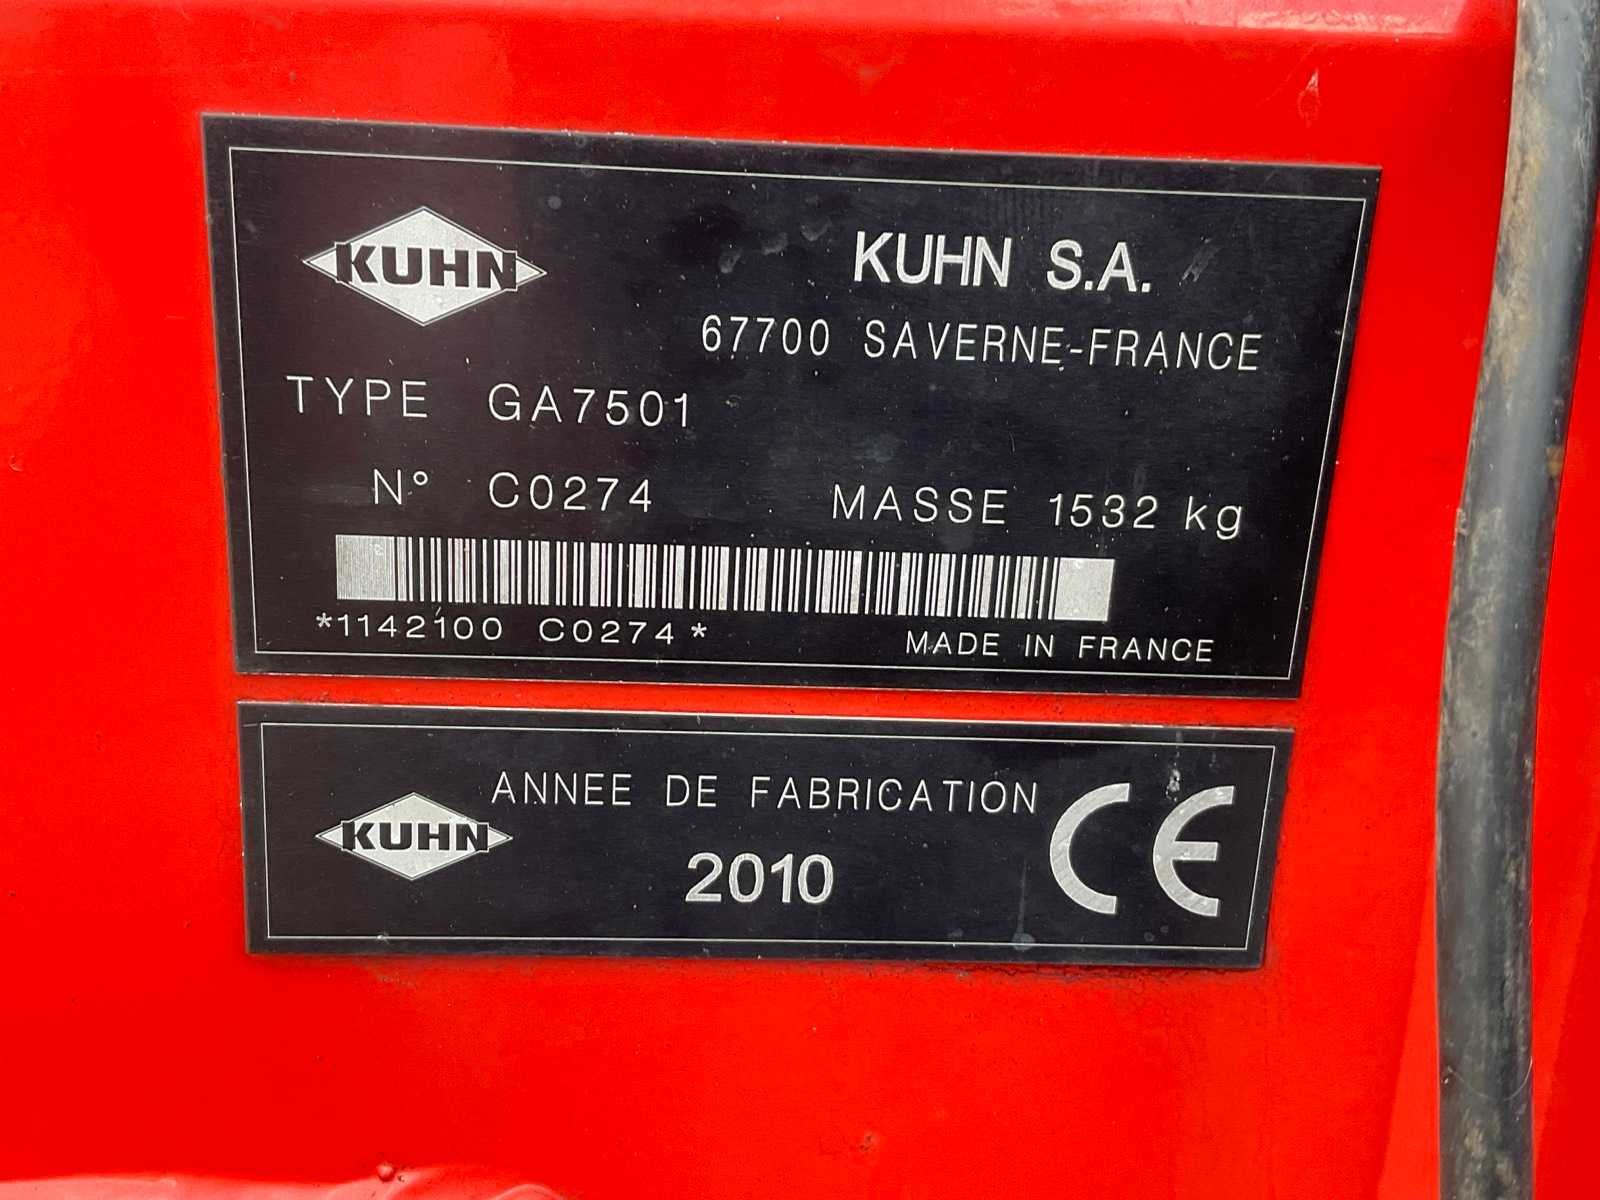 KUHN
KUHN S.A.
67700 SAVERNE-FRANCE
TYPE GA7501
N° C0274 MASSE 1532 kg
*1142100 C0274*
MADE IN FRANCE
KUHN
ANNEE DE FABRICATION
2010
CE